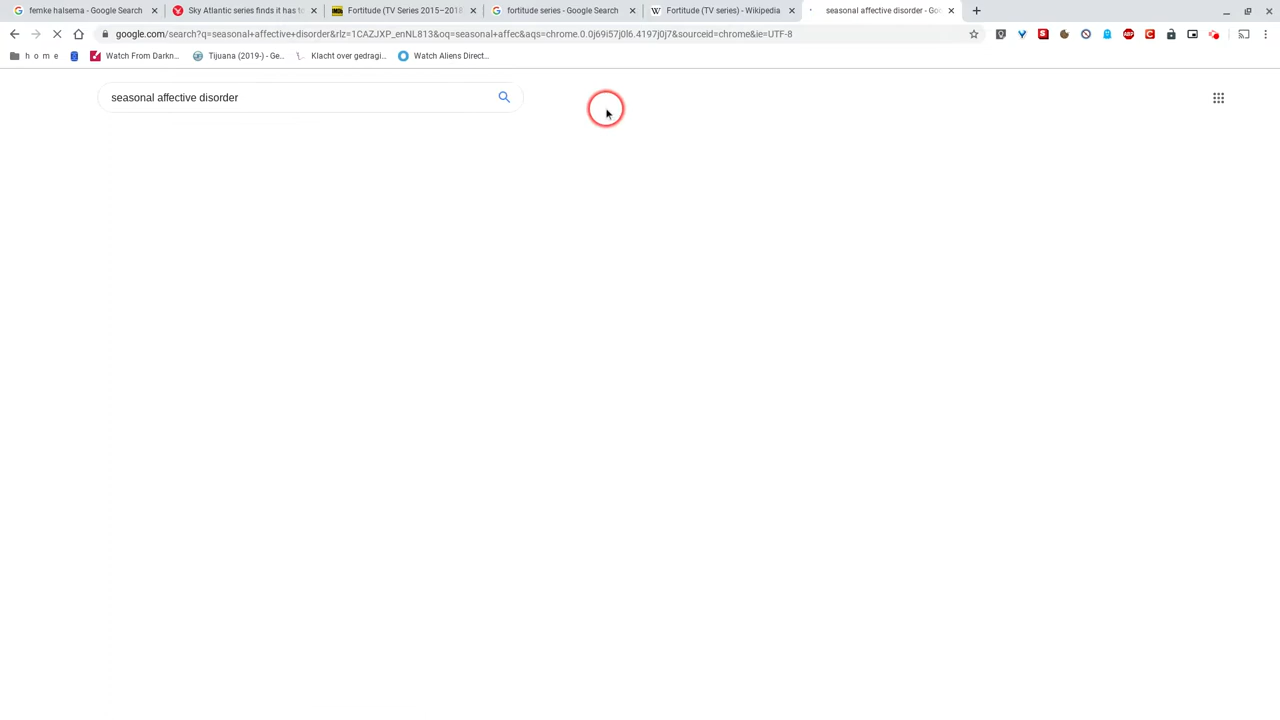 femke halsema - Google Search
Sky Atlantic series finds it has to
Fortitude (TV Series 2015–2018
fortitude series - Google Search
Fortitude (TV series) - Wikipedia
seasonal affective disorder - Goo
google.com/search?q=seasonal+affective+disorder&rlz=1CAZJXP_enNL813&oq=seasonal+affec&aqs=chrome.0.0j69i57j0l6.4197j0j7&sourceid=chrome&ie=UTF-8
h o m e
Watch From Darkn...
Tijuana (2019-) - Ge...
Klacht over gedragi...
Watch Aliens Direct...
seasonal affective disorder